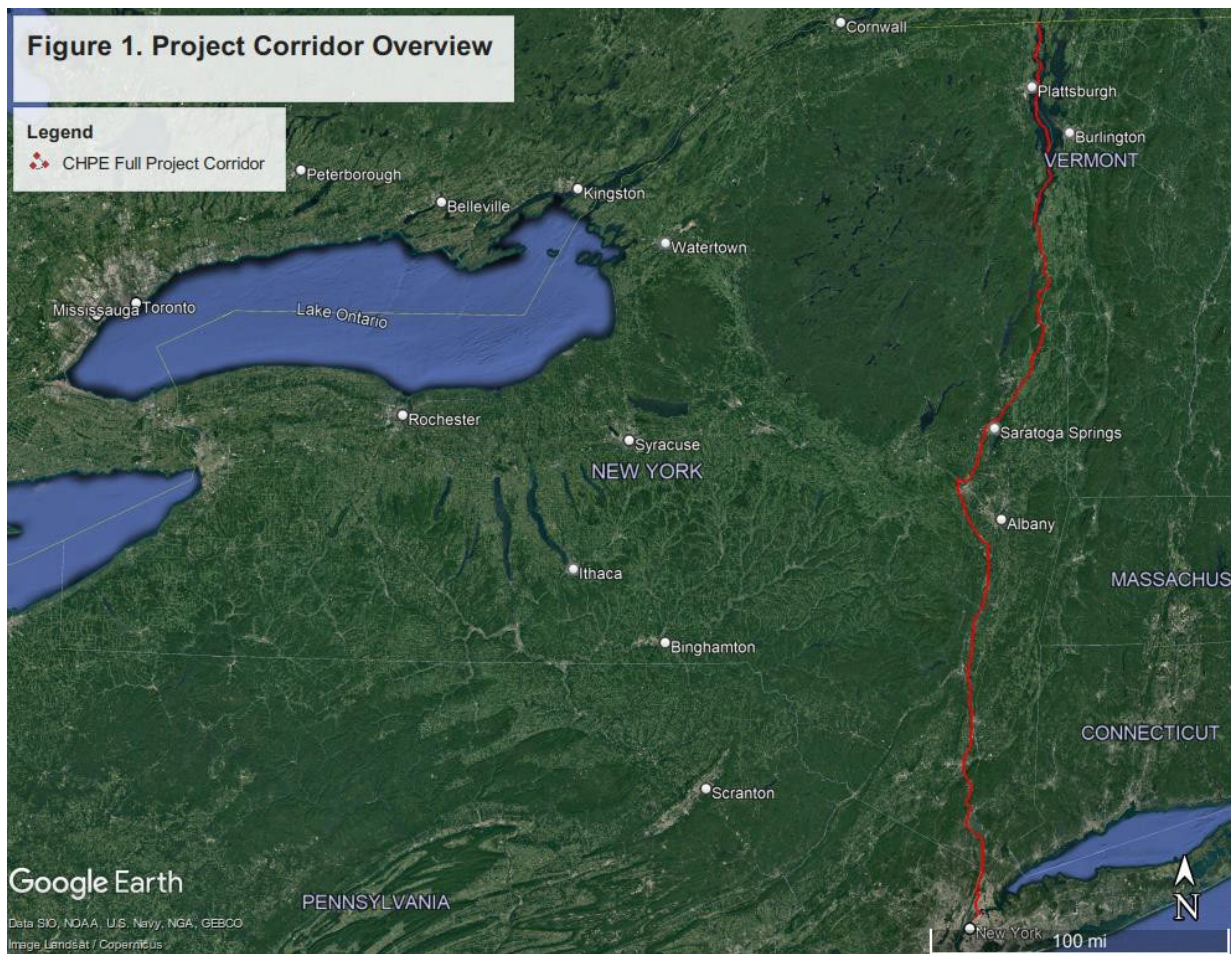 Figure 1. Project Corridor Overview
Legend
CHPE Full Project Corridor
Cornwall
Plattsburgh
Burlington
VERMONT
Peterborough
Belleville
Kingston
Watertown
Mississauga
Toronto
Lake Ontario
Rochester
Syracuse
NEW YORK
Saratoga Springs
Albany
Ithaca
MASSACHUS
Binghamton
CONNECTICUT
Scranton
Google Earth
PENNSYLVANIA
Data SIO, NOAA, U.S. Navy, NGA, GEBCO
Image Landsat / Copernicus
New York
N
100 mi